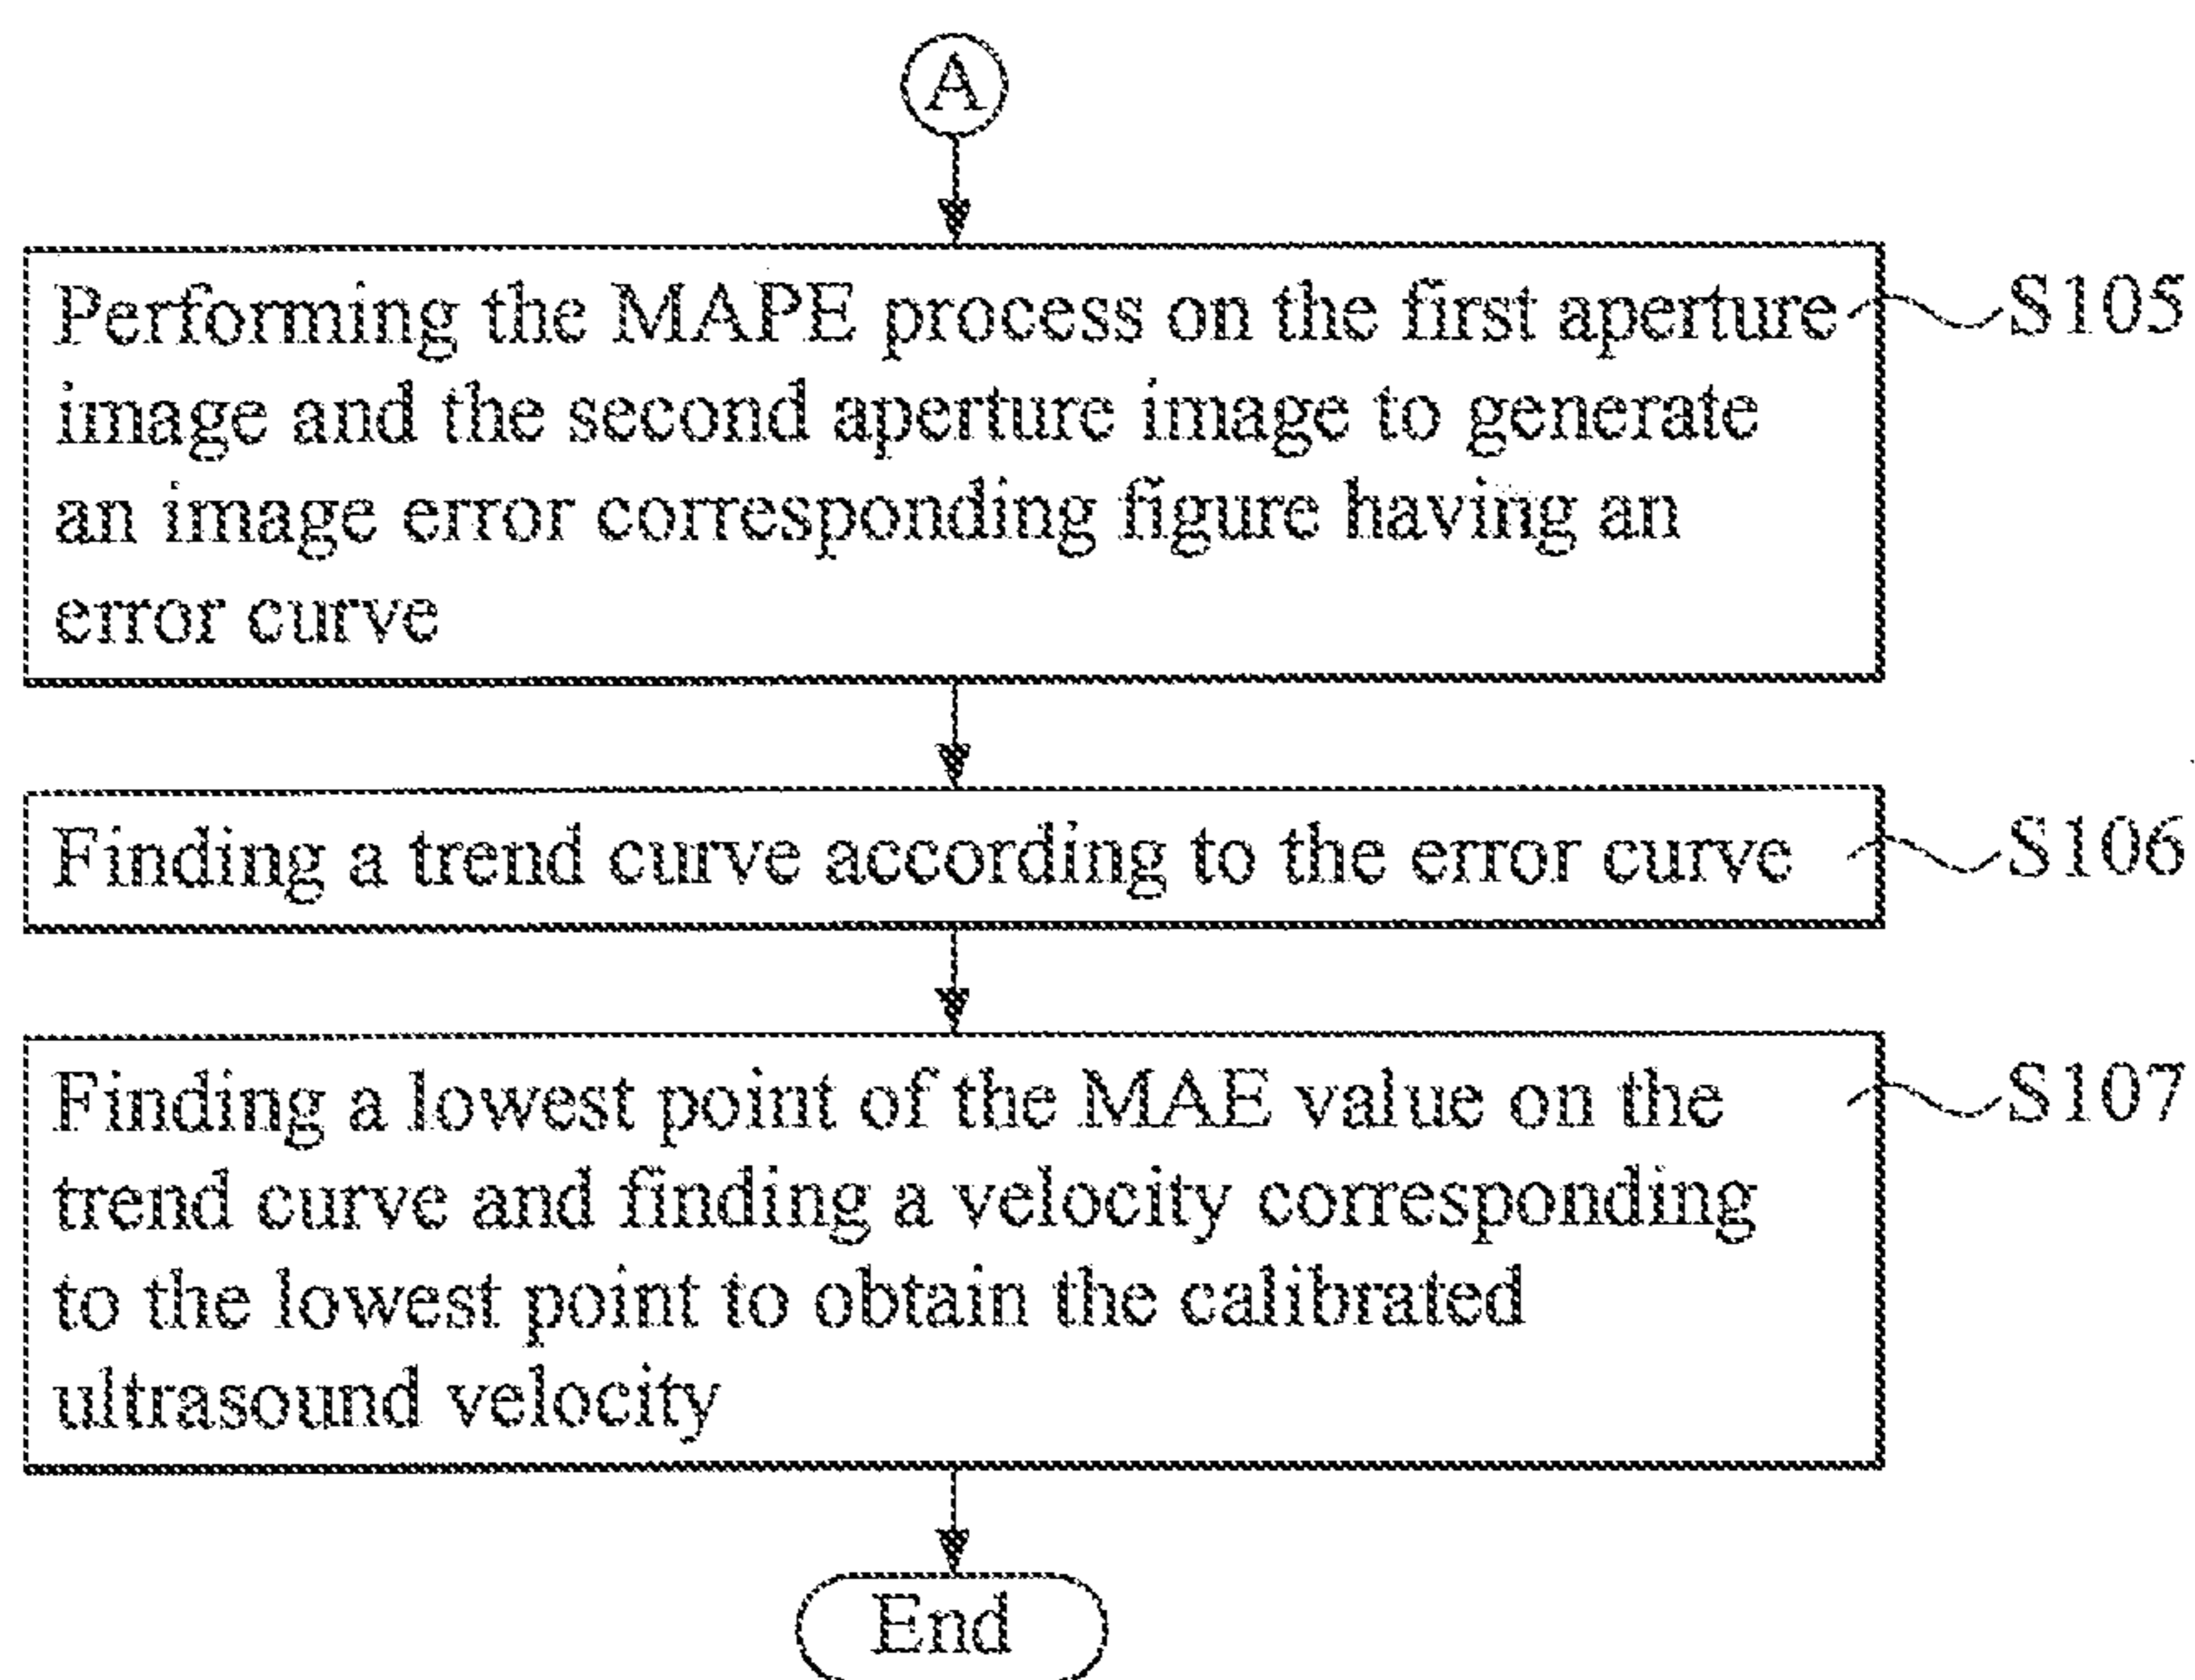 A
Performing the MAPE process on the first aperture
image and the second aperture image to generate
an image error corresponding figure having an
error curve
S105
Finding a trend curve according to the error curve
S106
Finding a lowest point of the MAE value on the
trend curve and finding a velocity corresponding
to the lowest point to obtain the calibrated
ultrasound velocity
S107
End